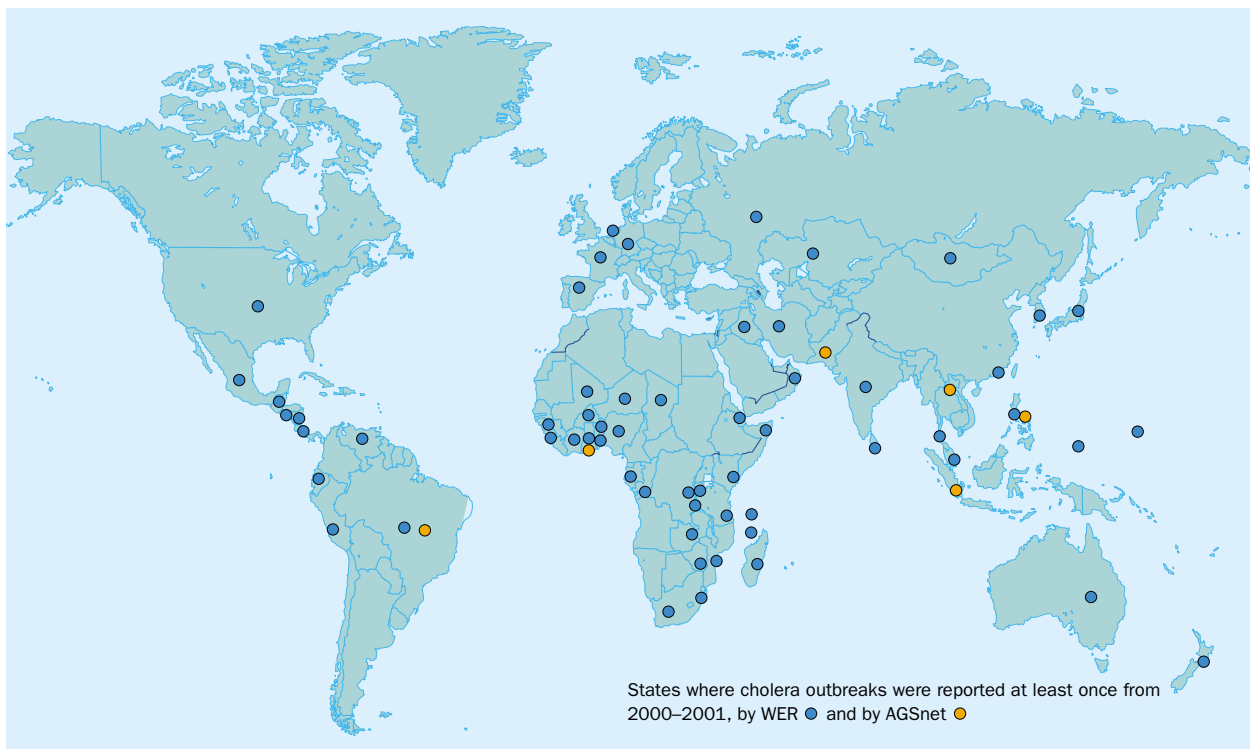 States where cholera outbreaks were reported at least once from
2000–2001, by WER and by AGSnet